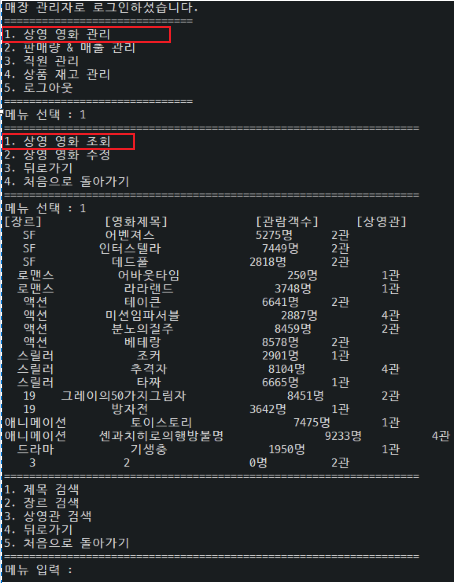 매장 관리자로 로그인하셨습니다.
==============================
1. 상영 영화 관리
2. 판매량 & 매출 관리
3. 직원 관리
4. 상품 재고 관리
5. 로그아웃
==============================
메뉴 선택 : 1
==================================================================
1. 상영 영화 조회
2. 상영 영화 수정
3. 뒤로가기
4. 처음으로 돌아가기
==================================================================
메뉴 선택 : 1
[장르] [영화제목] [관람객수] [상영관]
SF 어벤져스 5275명 2관
SF 인터스텔라 7449명 2관
SF 데드풀 2818명 2관
로맨스 어바웃타임 250명 1관
로맨스 라라랜드 3748명 1관
액션 테이큰 6641명 2관
액션 미션임파서블 2887명 4관
액션 분노의질주 8459명 2관
액션 베테랑 8578명 2관
스릴러 조커 2901명 1관
스릴러 추격자 8104명 4관
스릴러 타짜 6665명 1관
19 그레이의50가지그림자 8451명 2관
19 방자전 3642명 1관
애니메이션 토이스토리 7475명 1관
애니메이션 센과치히로의행방불명 9233명 4관
드라마 기생충 1950명 1관
3 2 0명 2관
==================================================================
1. 제목 검색
2. 장르 검색
3. 상영관 검색
4. 뒤로가기
5. 처음으로 돌아가기
==================================================================
메뉴 입력 :